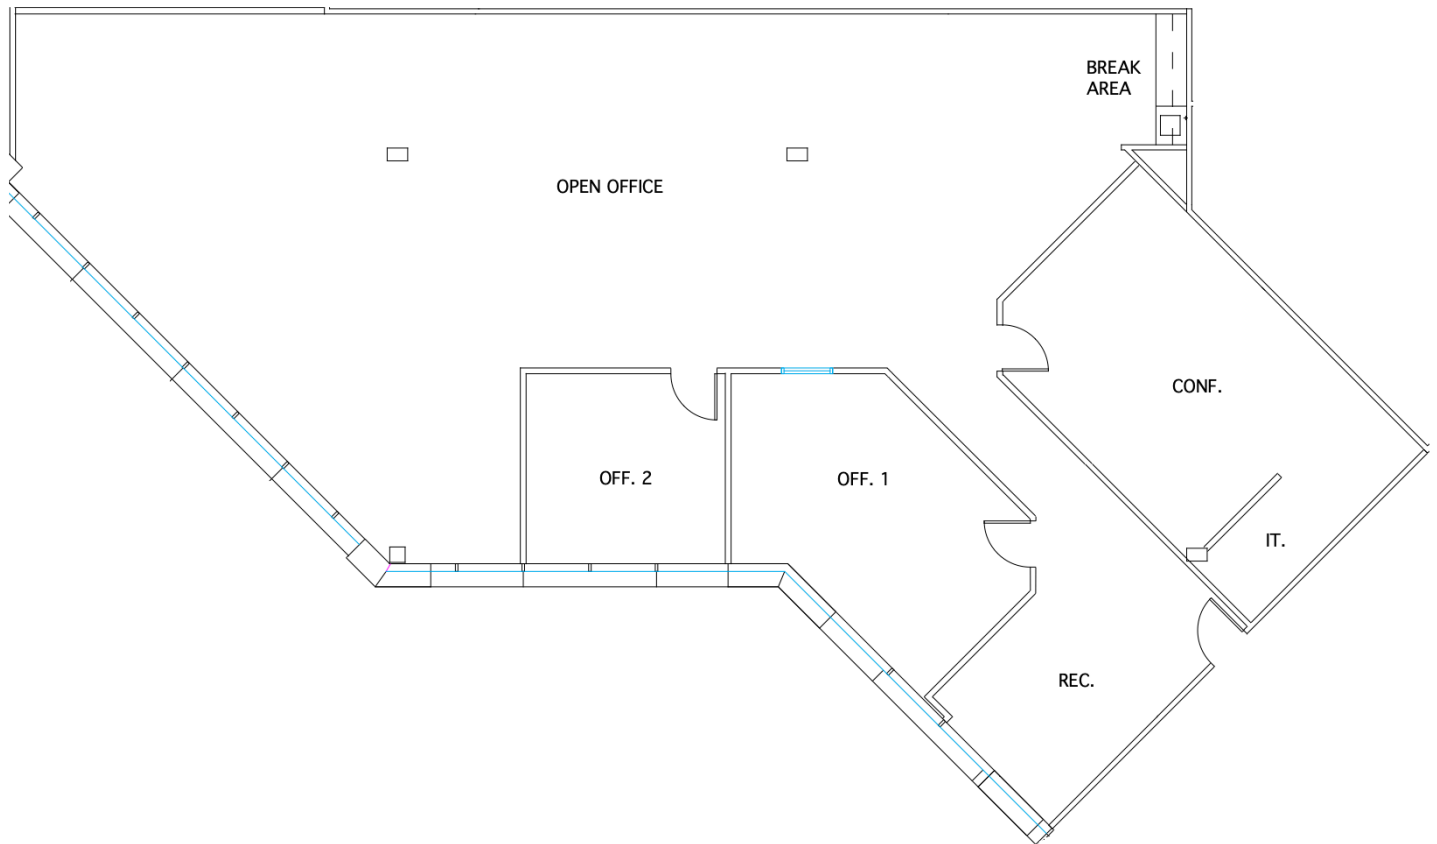 BREAK
AREA
OPEN OFFICE
CONF.
OFF. 2
OFF. 1
IT.
REC.